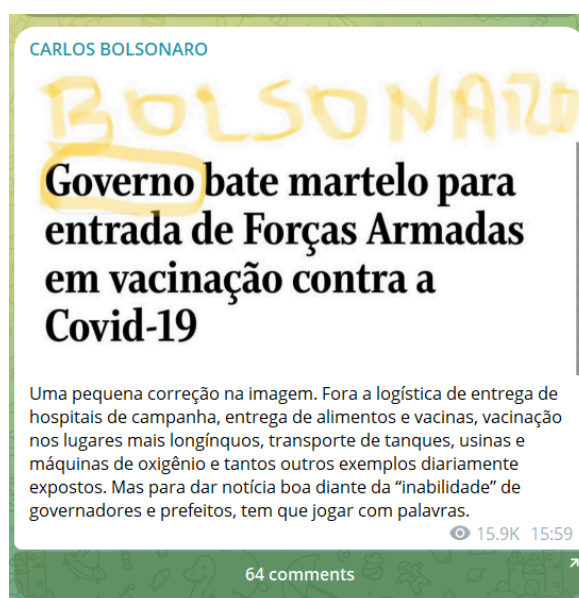 CARLOS BOLSONARO
BOLSONARO
Governo bate martelo para
entrada de Forças Armadas
em vacinação contra a
Covid-19
Uma pequena correção na imagem. Fora a logística de entrega de
hospitais de campanha, entrega de alimentos e vacinas, vacinação
nos lugares mais longínquos, transporte de tanques, usinas e
máquinas de oxigênio e tantos outros exemplos diariamente
expostos. Mas para dar notícia boa diante da “inabilidade” de
governadores e prefeitos, tem que jogar com palavras.
15.9K 15:59
64 comments